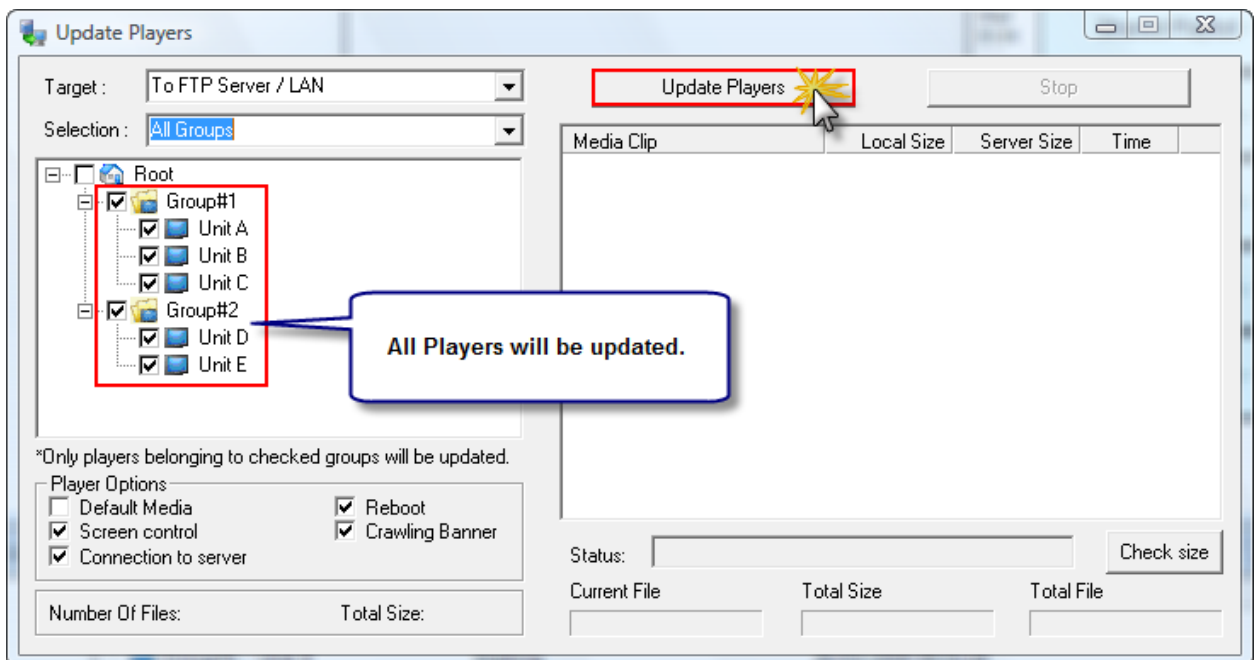 Update Players
Target :
To FTP Server / LAN
Selection :
All Groups
Root
Group#1
Unit A
Unit B
Unit C
Group#2
Unit D
Unit E
All Players will be updated.
*Only players belonging to checked groups will be updated.
Player Options
Default Media
Reboot
Screen control
Crawling Banner
Connection to server
Number Of Files:
Total Size:
Update Players
Stop
Media Clip
Local Size
Server Size
Time
Status:
Check size
Current File
Total Size
Total File